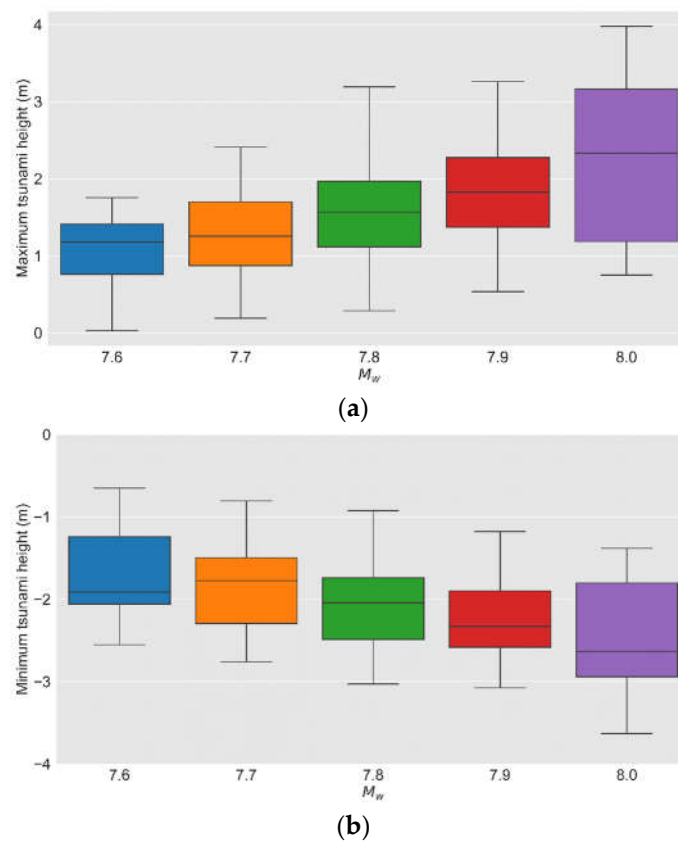 4
3
2
1
0
Maximum tsunami height (m)
7.6 7.7 7.8 7.9 8.0
Mw
(a)
0
−1
−2
−3
−4
Minimum tsunami height (m)
7.6 7.7 7.8 7.9 8.0
Mw
(b)